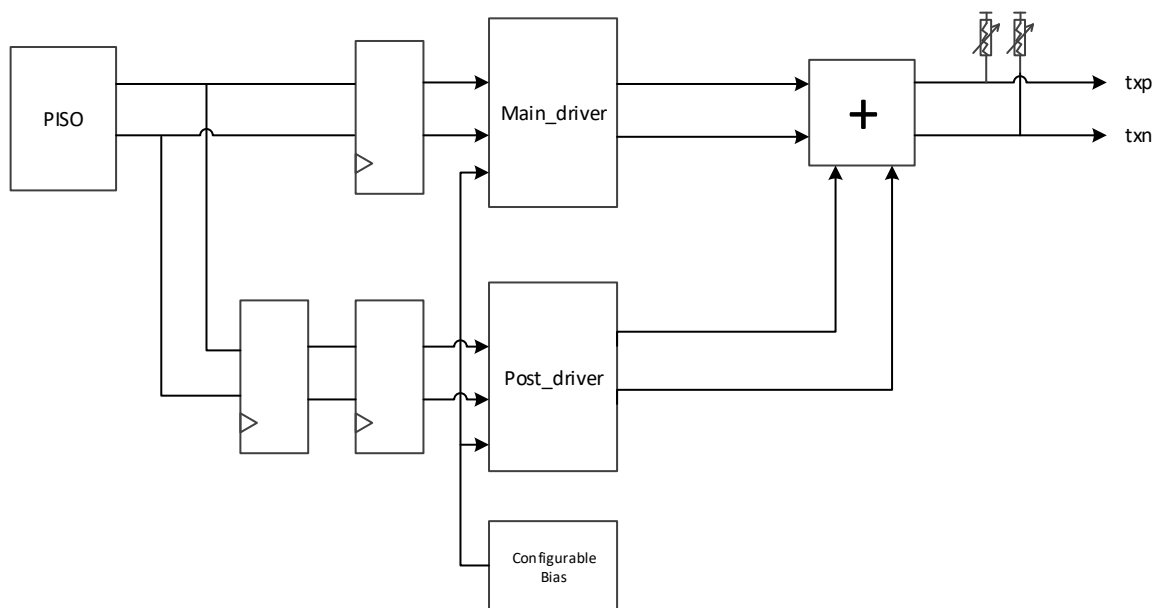 PISO
Main_driver
+
txp
txn
Post_driver
Configurable
Bias